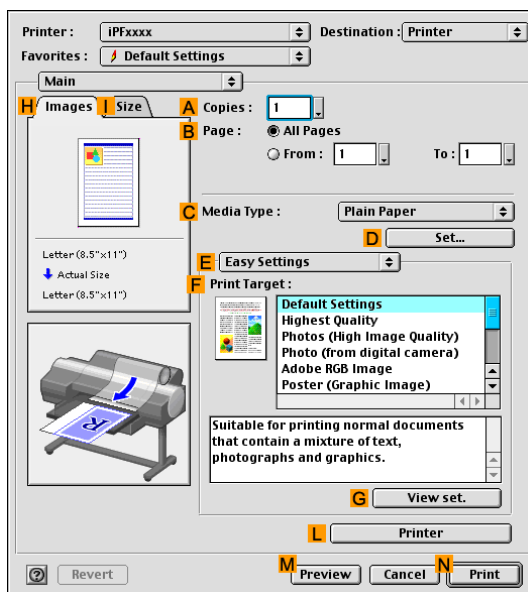 Printer : iPFxxxx Destination : Printer
Favorites : Default Settings
Main
H Images I Size
A Copies : 1
B Page : All Pages
From : 1 To : 1
C Media Type : Plain Paper
D Set...
Letter (8.5"x11")
Actual Size
Letter (8.5"x11")
E Easy Settings
F Print Target :
Default Settings
Highest Quality
Photos (High Image Quality)
Photo (from digital camera)
Adobe RGB Image
Poster (Graphic Image)
R
Suitable for printing normal documents
that contain a mixture of text,
photographs and graphics.
G View set.
L Printer
? Revert M Preview Cancel N Print